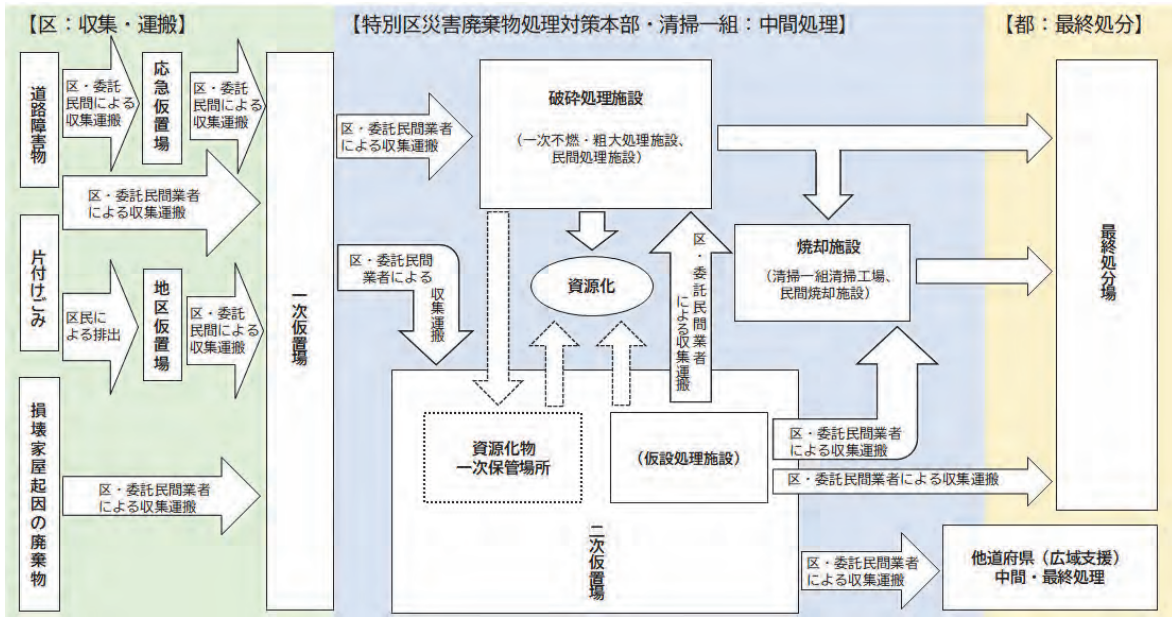 【区：収集・運搬】
【特別区災害廃棄物処理対策本部・清掃一組：中間処理】
【都：最終処分】
道路障害物
区・委託
民間による
収集運搬
応急仮置場
区・委託
民間による
収集運搬
区・委託民間業者
による収集運搬
片付けごみ
区民に
よる排出
地区仮置場
区・委託
民間による
収集運搬
損壊家屋起因の廃棄物
区・委託民間業者
による収集運搬
一次仮置場
区・委託民間業者
による収集運搬
破砕処理施設
（一次不燃・粗大処理施設、
民間処理施設）
区・委託民間
業者による
収集運搬
資源化
区・委託民間業者
による収集運搬
焼却施設
（清掃一組清掃工場、
民間焼却施設）
資源化物
一次保管場所
（仮設処理施設）
二次仮置場
区・委託民間業者
による収集運搬
区・委託民間業者による収集運搬
区・委託民間業者
による収集運搬
最終処分場
他道府県（広域支援）
中間・最終処理